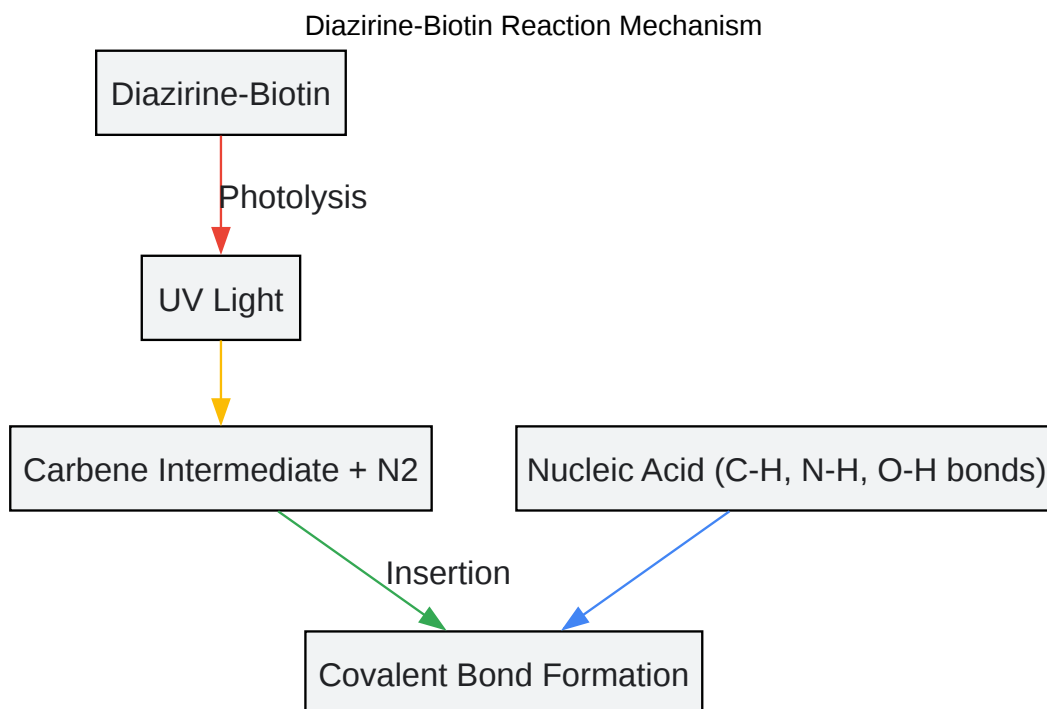 Diazirine-Biotin Reaction Mechanism
Diazirine-Biotin
Photolysis
UV Light
Carbene Intermediate + N2
Nucleic Acid (C-H, N-H, O-H bonds)
Insertion
Covalent Bond Formation